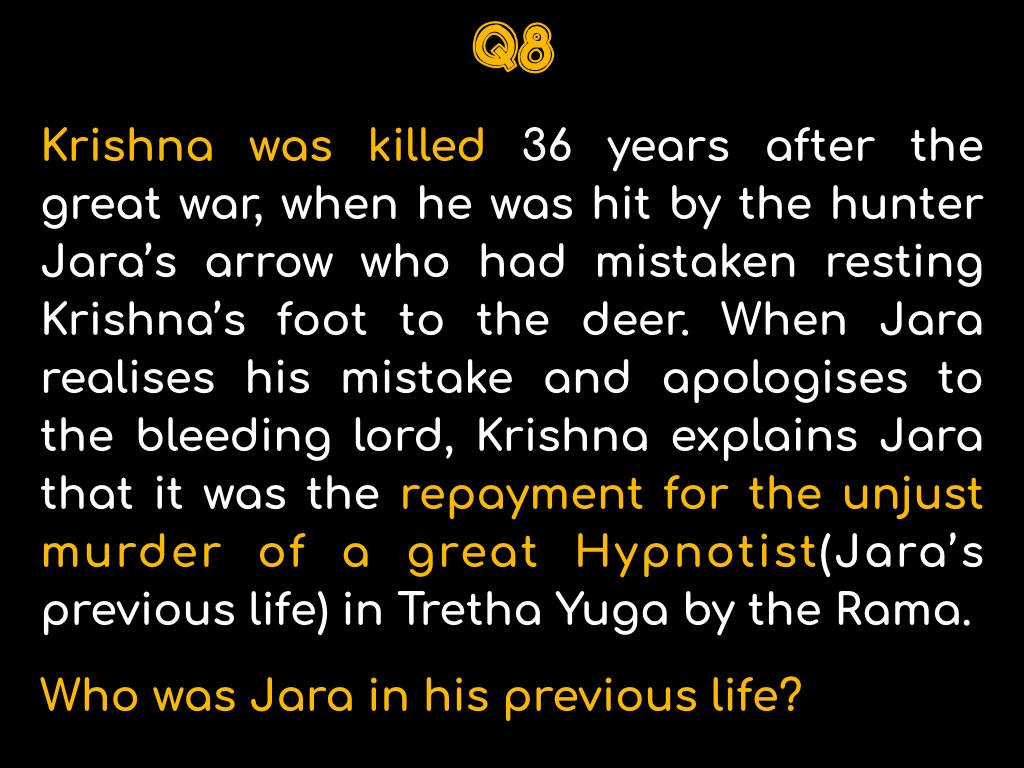 Q8
Krishna was killed 36 years after the
great war, when he was hit by the hunter
Jara’s arrow who had mistaken resting
Krishna’s foot to the deer. When Jara
realises his mistake and apologises to
the bleeding lord, Krishna explains Jara
that it was the repayment for the unjust
murder of a great Hypnotist(Jara’s
previous life) in Tretha Yuga by the Rama.
Who was Jara in his previous life?